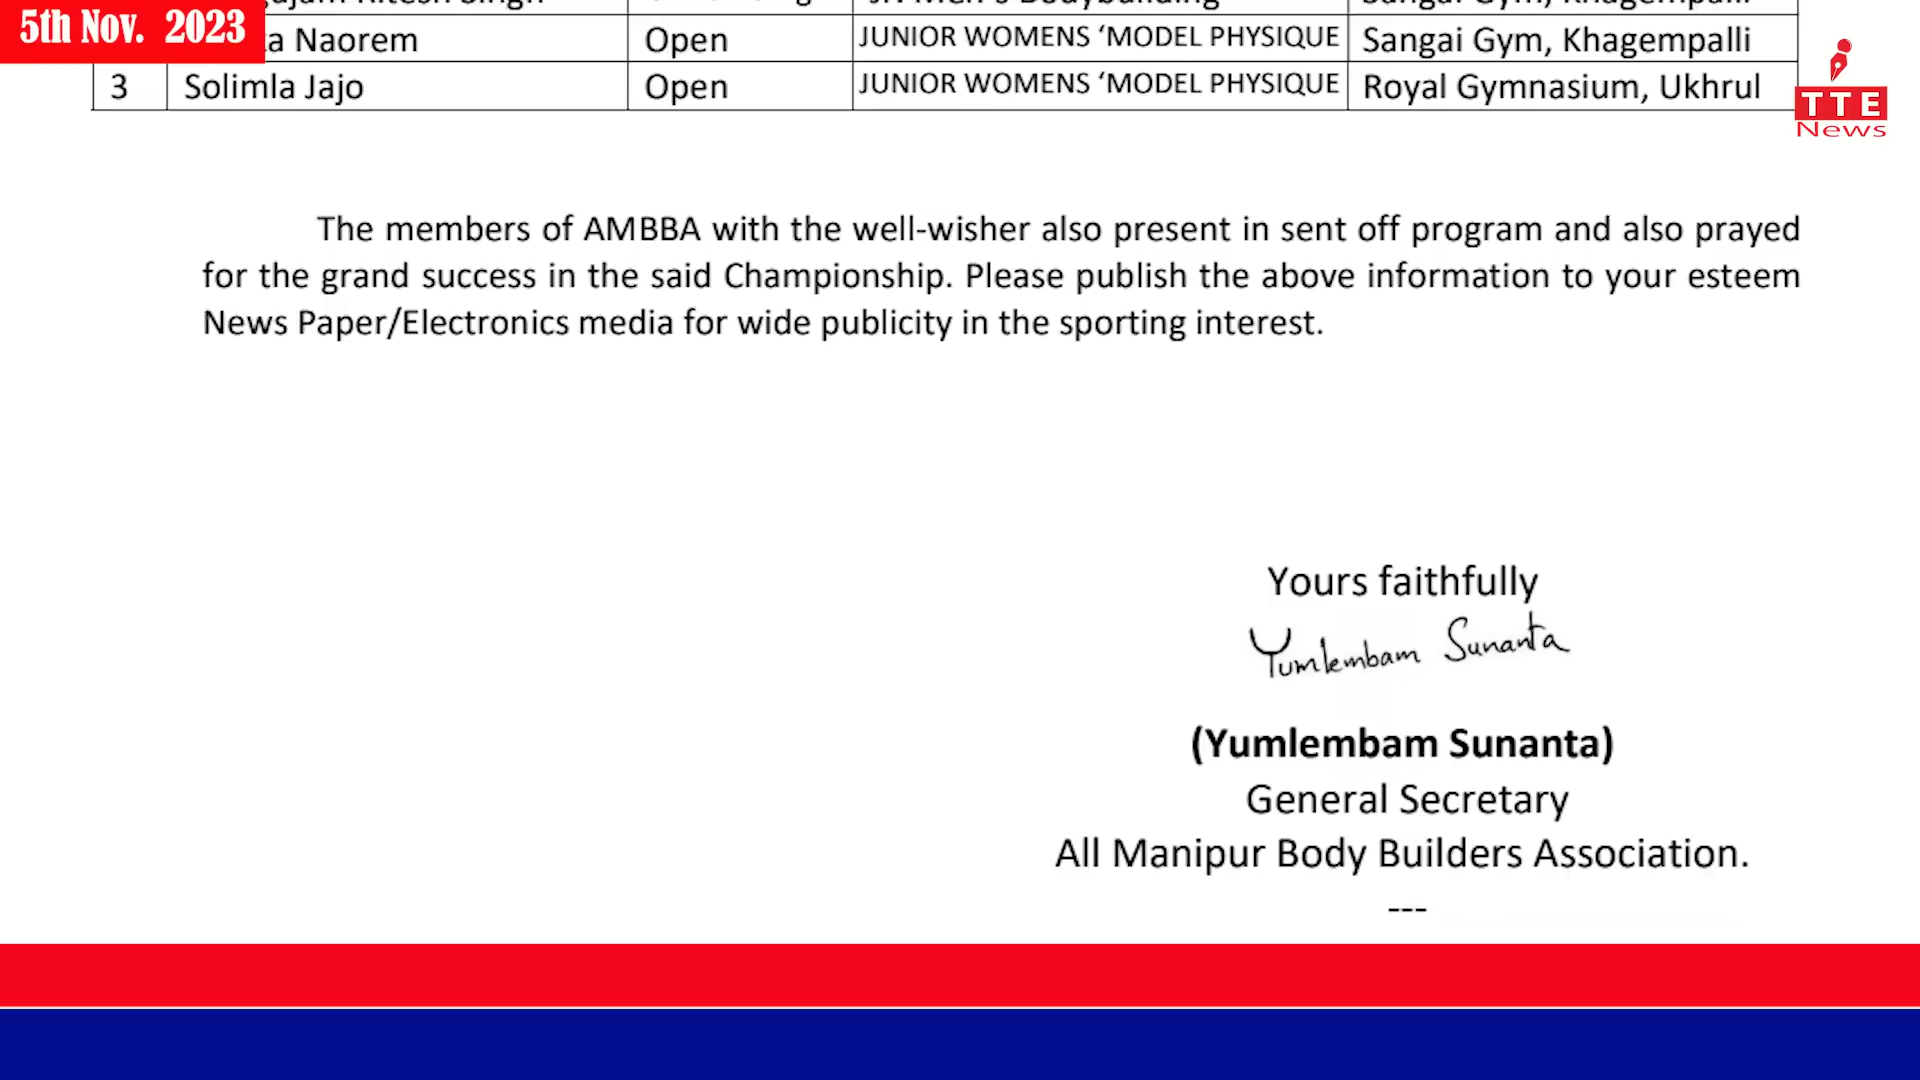 5th Nov. 2023
Naorem Open JUNIOR WOMENS ‘MODEL PHYSIQUE Sangai Gym, Khagempalli
3 Solimla Jajo Open JUNIOR WOMENS ‘MODEL PHYSIQUE Royal Gymnasium, Ukhrul
TTE
News
The members of AMBBA with the well-wisher also present in sent off program and also prayed
for the grand success in the said Championship. Please publish the above information to your esteem
News Paper/Electronics media for wide publicity in the sporting interest.
Yours faithfully
Yumlembam Sunanta
(Yumlembam Sunanta)
General Secretary
All Manipur Body Builders Association.
---